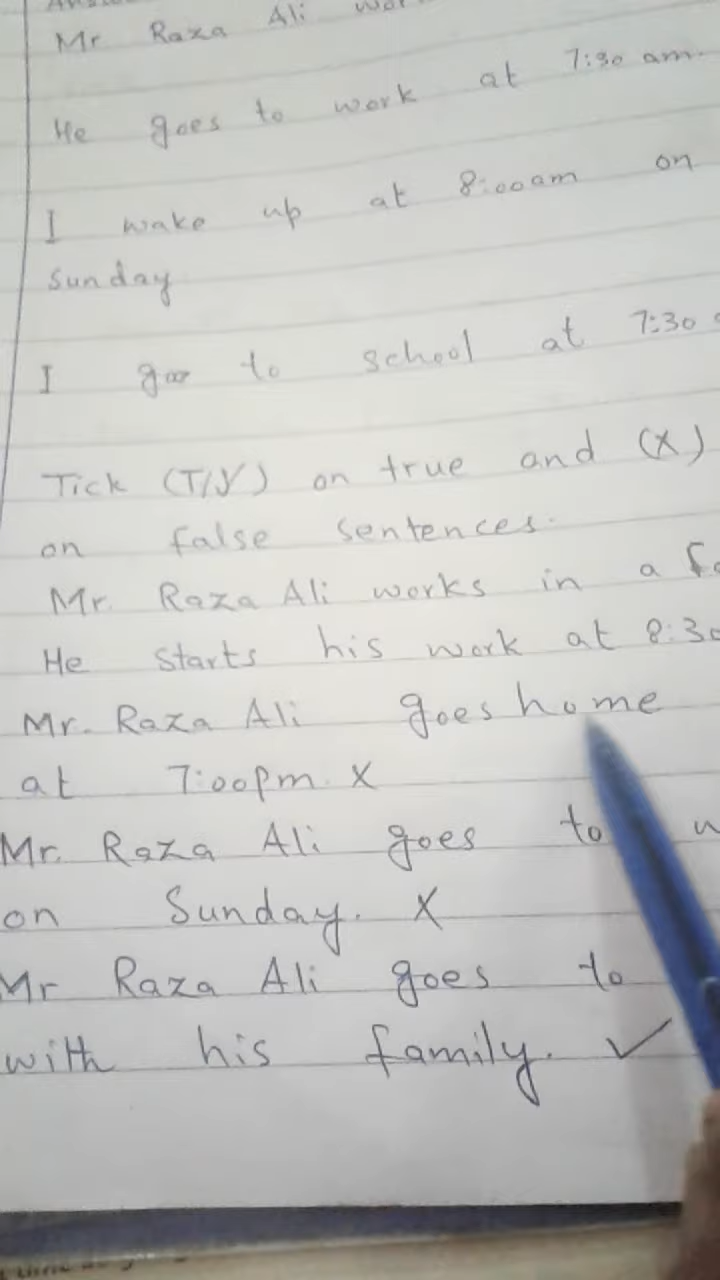 Mr Raza Ali
He goes to work at 7:30 am.
I wake up at 8:00am on
Sunday
I go to school at 7:30
Tick (T/✓) on true and (X)
on false sentences.
Mr. Raza Ali works in a
He starts his work at 8:30
Mr. Raza Ali goes home
at 7:00pm. X
Mr. Raza Ali goes to
on Sunday. X
Mr Raza Ali goes to
with his family. ✓